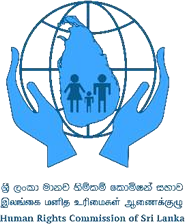 ශ්‍රී ලංකා මානව හිමිකම් කොමිෂන් සභාව
இலங்கை மனித உரிமைகள் ஆணைக்குழு
Human Rights Commission of Sri Lanka